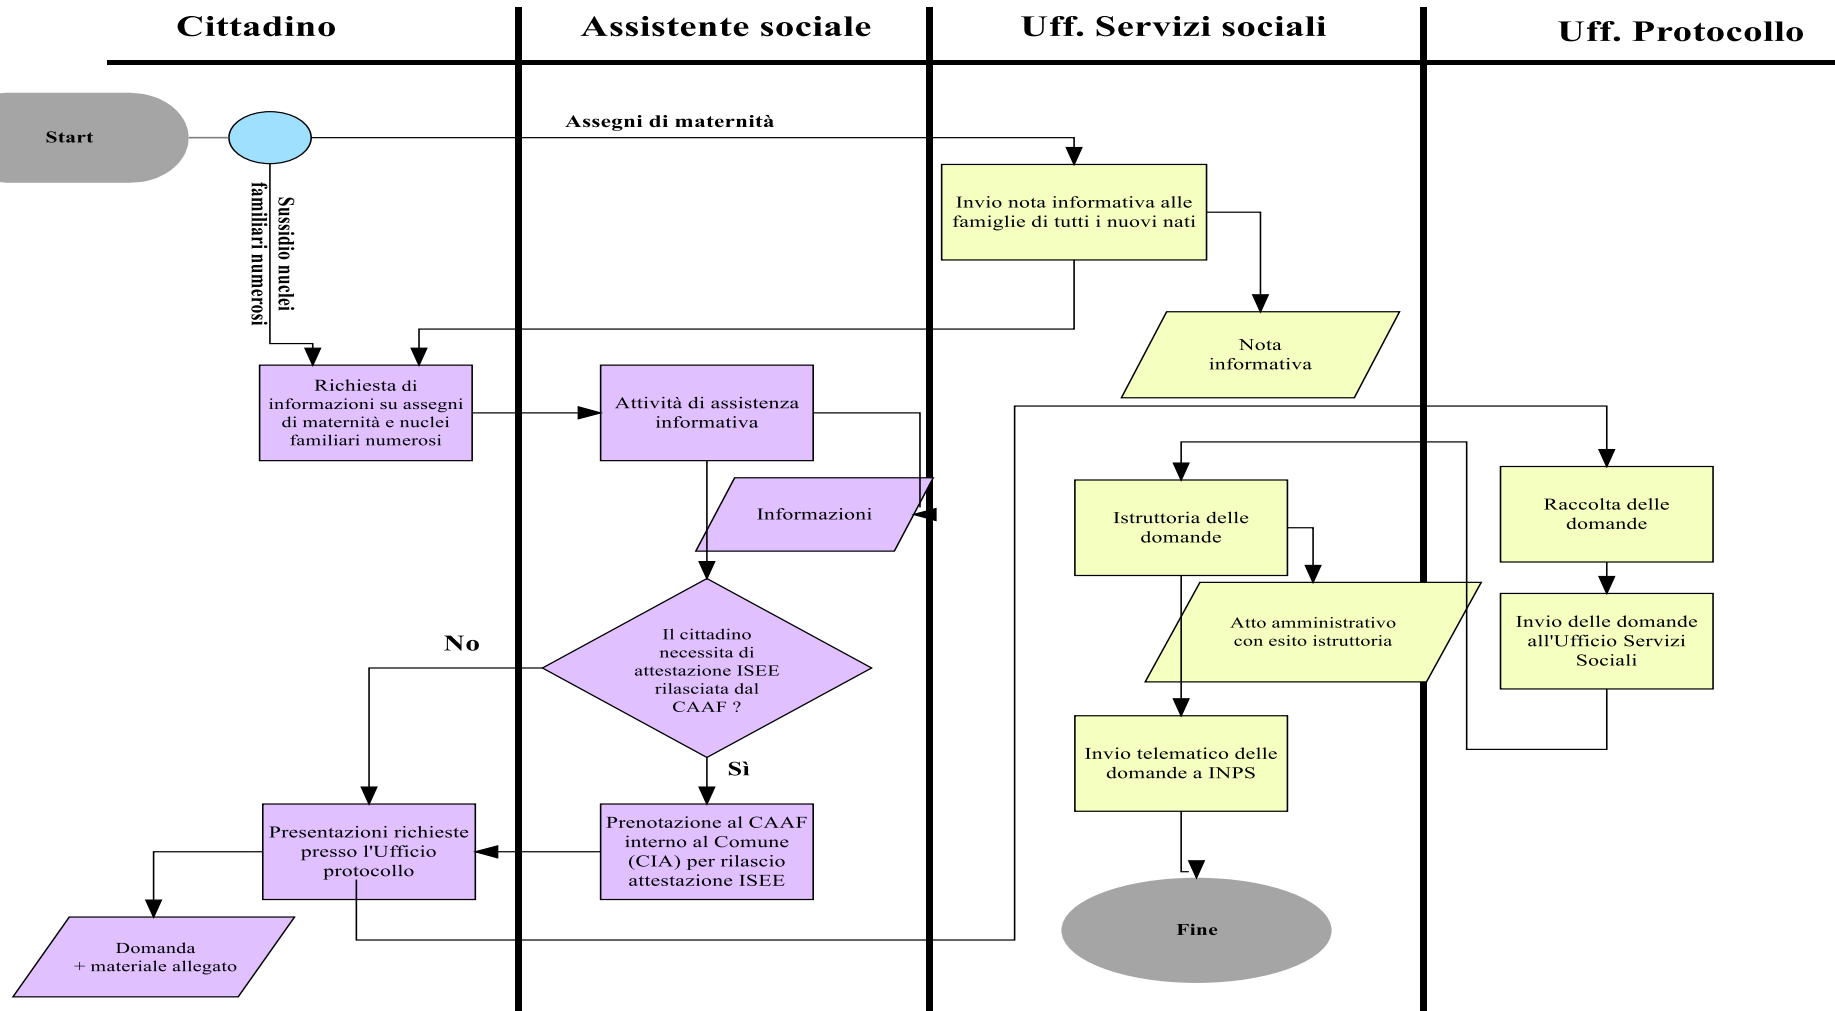 Cittadino
Assistente sociale
Uff. Servizi sociali
Uff. Protocollo
Start
Assegni di maternità
Sussidio nuclei
familiari numerosi
Invio nota informativa alle
famiglie di tutti i nuovi nati
Nota
informativa
Richiesta di
informazioni su assegni
di maternità e nuclei
familiari numerosi
Attività di assistenza
informativa
Informazioni
Istruttoria delle
domande
Raccolta delle
domande
Atto amministrativo
con esito istruttoria
Invio delle domande
all'Ufficio Servizi
Sociali
No
Il cittadino
necessita di
attestazione ISEE
rilasciata dal
CAAF ?
Sì
Invio telematico delle
domande a INPS
Presentazioni richieste
presso l'Ufficio
protocollo
Prenotazione al CAAF
interno al Comune
(CIA) per rilascio
attestazione ISEE
Domanda
+ materiale allegato
Fine